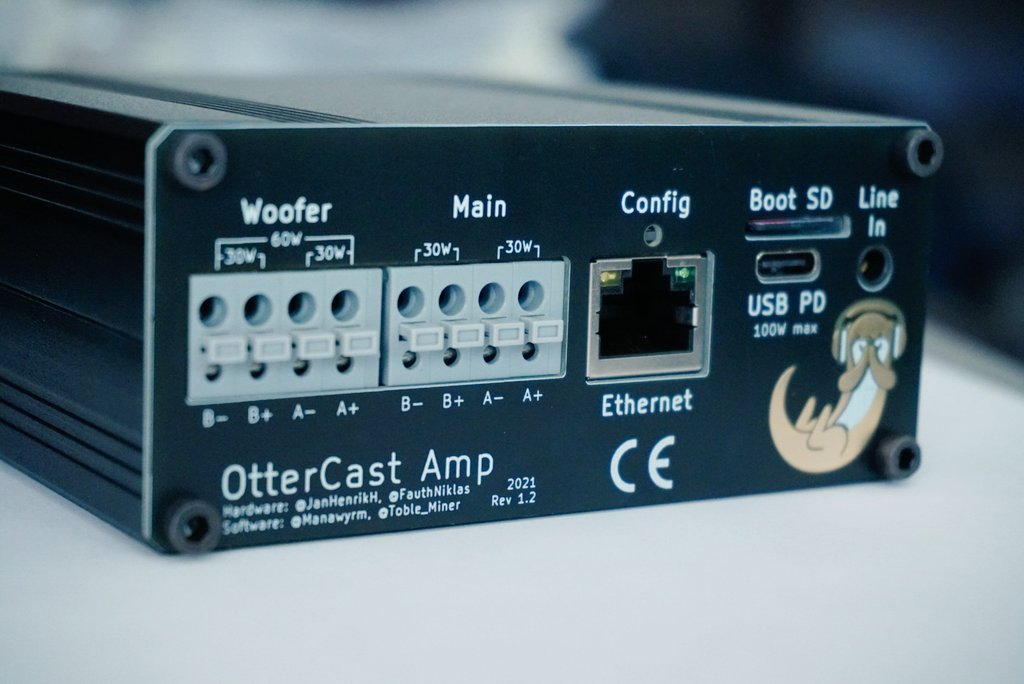 Woofer
60W
30W 30W
B- B+ A- A+
Main
30W 30W
B- B+ A- A+
Config
Ethernet
Boot SD
USB PD
100W max
Line
In
OtterCast Amp
Hardware: @JanHenrikH, @FauthNiklas
Software: @Manawyrm, @Toble_Miner
2021
Rev 1.2
CE